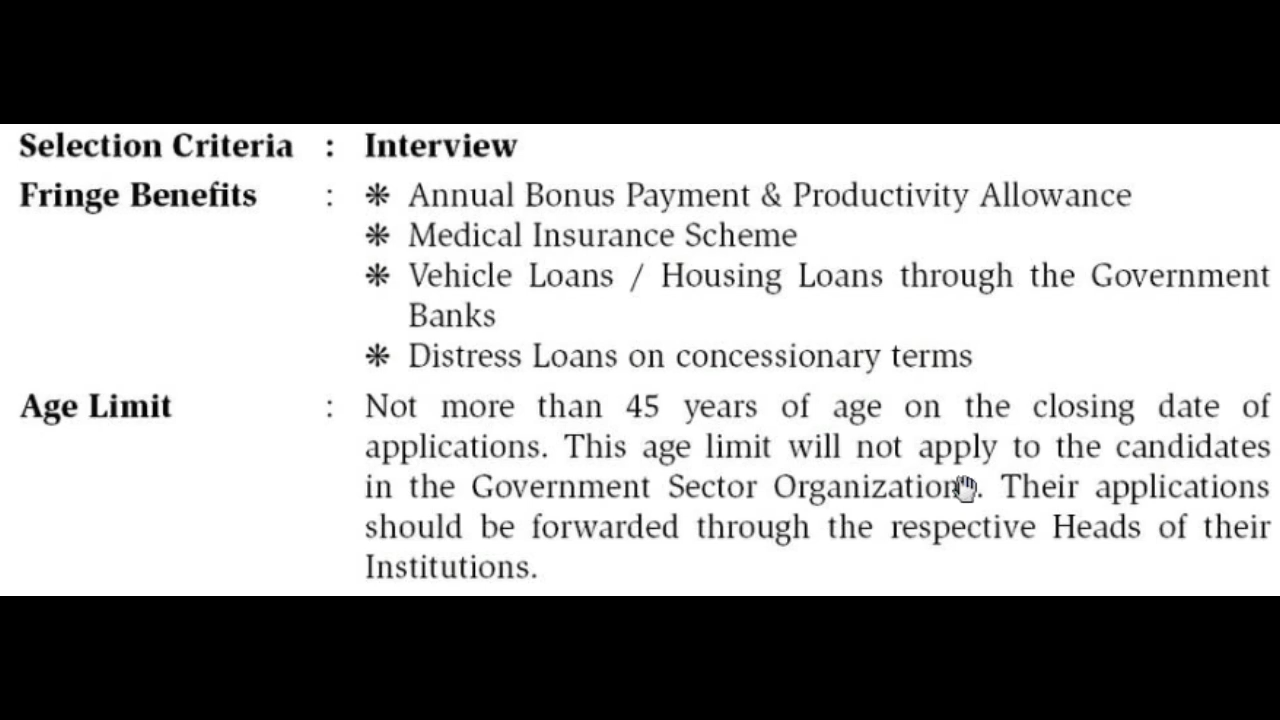 Selection Criteria : Interview
Fringe Benefits : ❋ Annual Bonus Payment & Productivity Allowance
❋ Medical Insurance Scheme
❋ Vehicle Loans / Housing Loans through the Government
Banks
❋ Distress Loans on concessionary terms
Age Limit : Not more than 45 years of age on the closing date of
applications. This age limit will not apply to the candidates
in the Government Sector Organization. Their applications
should be forwarded through the respective Heads of their
Institutions.